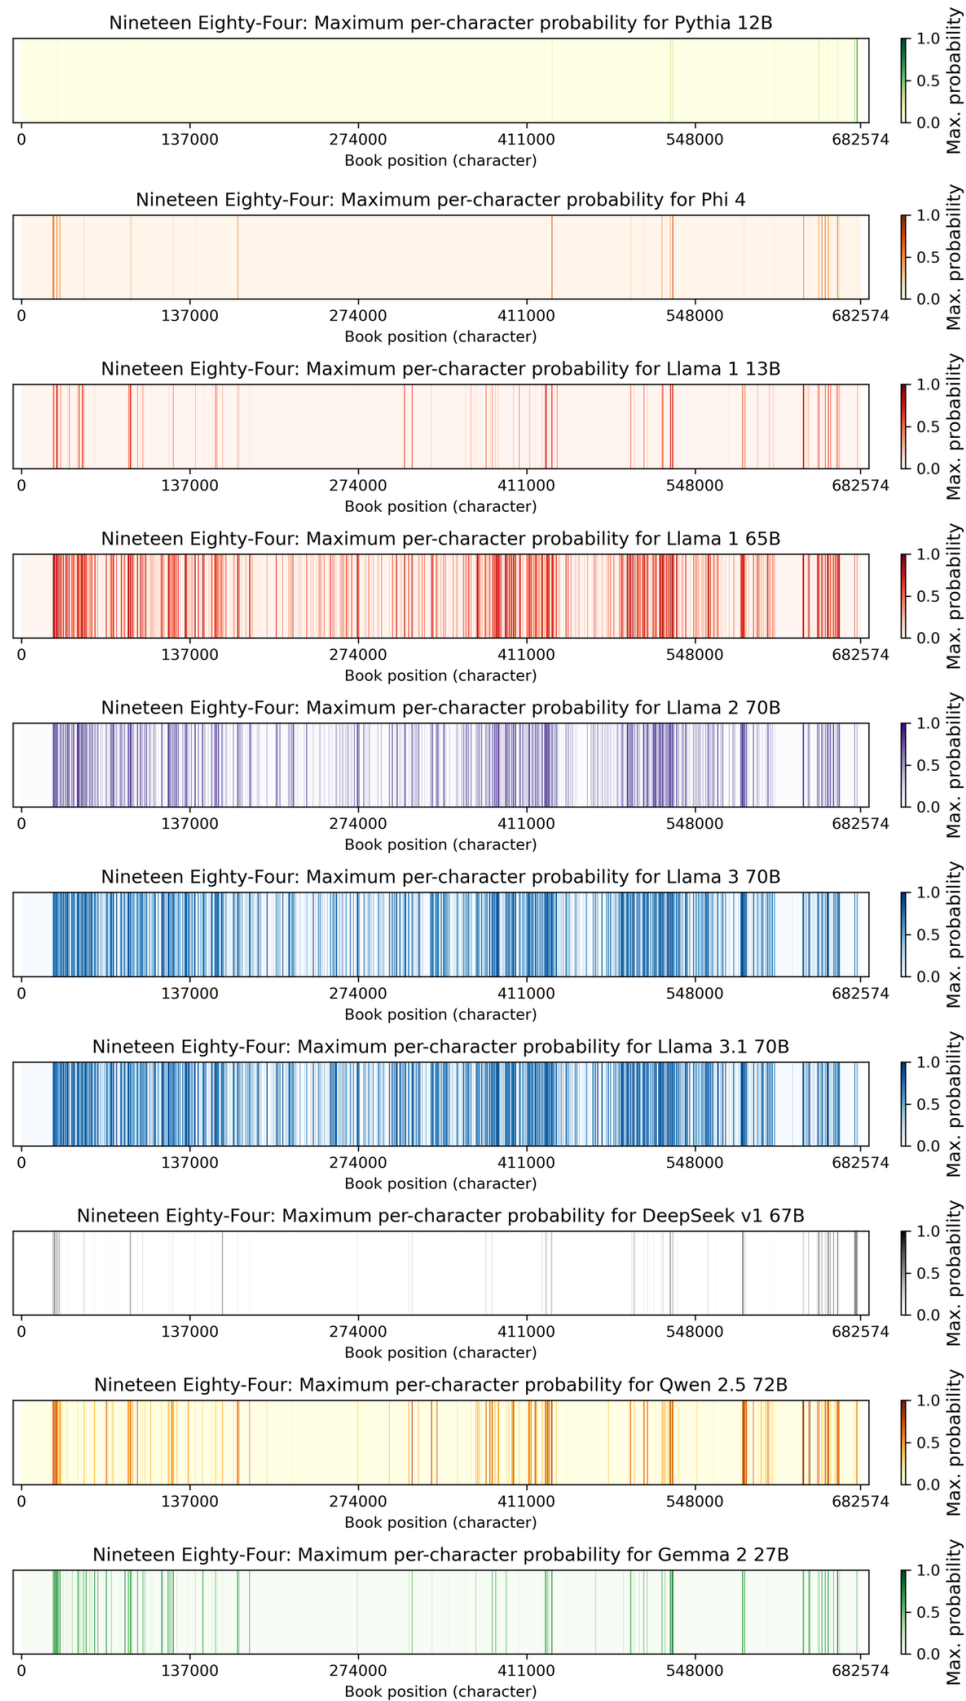 Nineteen Eighty-Four: Maximum per-character probability for Pythia 12B
1.0
0.5
0.0
Max. probability
0 137000 274000 411000 548000 682574
Book position (character)
Nineteen Eighty-Four: Maximum per-character probability for Phi 4
1.0
0.5
0.0
Max. probability
0 137000 274000 411000 548000 682574
Book position (character)
Nineteen Eighty-Four: Maximum per-character probability for Llama 1 13B
1.0
0.5
0.0
Max. probability
0 137000 274000 411000 548000 682574
Book position (character)
Nineteen Eighty-Four: Maximum per-character probability for Llama 1 65B
1.0
0.5
0.0
Max. probability
0 137000 274000 411000 548000 682574
Book position (character)
Nineteen Eighty-Four: Maximum per-character probability for Llama 2 70B
1.0
0.5
0.0
Max. probability
0 137000 274000 411000 548000 682574
Book position (character)
Nineteen Eighty-Four: Maximum per-character probability for Llama 3 70B
1.0
0.5
0.0
Max. probability
0 137000 274000 411000 548000 682574
Book position (character)
Nineteen Eighty-Four: Maximum per-character probability for Llama 3.1 70B
1.0
0.5
0.0
Max. probability
0 137000 274000 411000 548000 682574
Book position (character)
Nineteen Eighty-Four: Maximum per-character probability for DeepSeek v1 67B
1.0
0.5
0.0
Max. probability
0 137000 274000 411000 548000 682574
Book position (character)
Nineteen Eighty-Four: Maximum per-character probability for Qwen 2.5 72B
1.0
0.5
0.0
Max. probability
0 137000 274000 411000 548000 682574
Book position (character)
Nineteen Eighty-Four: Maximum per-character probability for Gemma 2 27B
1.0
0.5
0.0
Max. probability
0 137000 274000 411000 548000 682574
Book position (character)